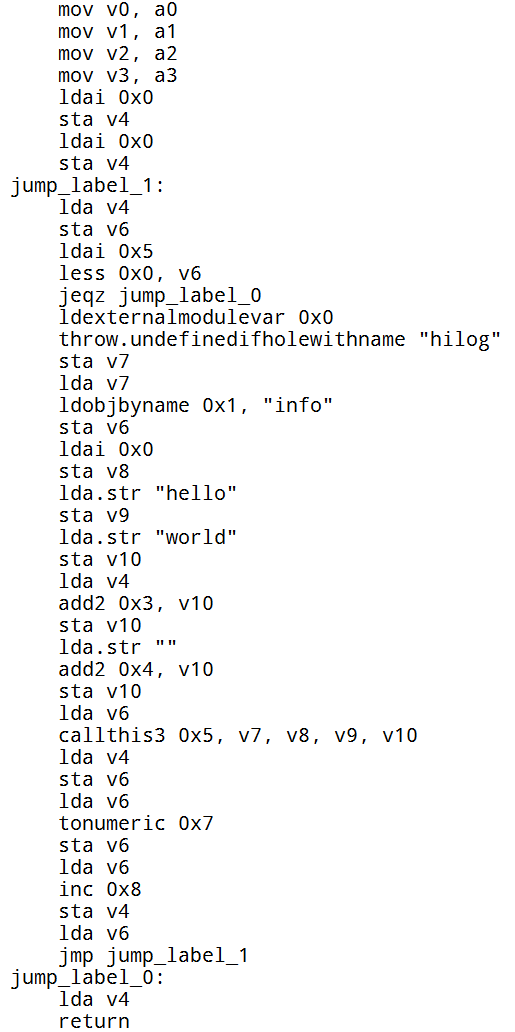 mov v0, a0
mov v1, a1
mov v2, a2
mov v3, a3
ldai 0x0
sta v4
ldai 0x0
sta v4
jump_label_1:
lda v4
sta v6
ldai 0x5
less 0x0, v6
jeqz jump_label_0
ldexternalmodulevar 0x0
throw.undefinedifholewithname "hilog"
sta v7
lda v7
ldobjbyname 0x1, "info"
sta v6
ldai 0x0
sta v8
lda.str "hello"
sta v9
lda.str "world"
sta v10
lda v4
add2 0x3, v10
sta v10
lda.str ""
add2 0x4, v10
sta v10
lda v6
callthis3 0x5, v7, v8, v9, v10
lda v4
sta v6
lda v6
tonumeric 0x7
sta v6
lda v6
inc 0x8
sta v4
lda v6
jmp jump_label_1
jump_label_0:
lda v4
return